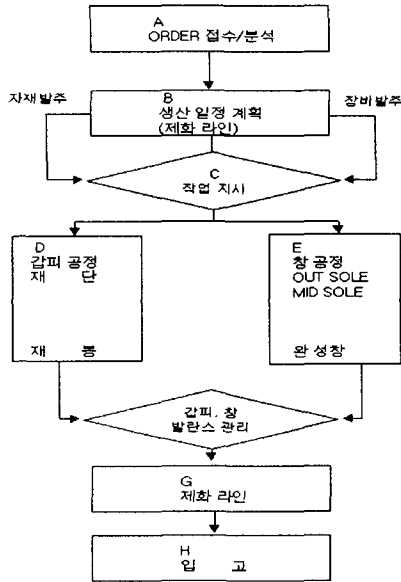 A
ORDER 접수/분석
자재발주
B
생산 일정 계획
(제화 라인)
장비발주
C
작업 지시
D
갑피 공정
재 단
재 봉
E
창 공정
OUT SOLE
MID SOLE
완성창
갑피, 창
발란스 관리
G
제화 라인
H
입 고